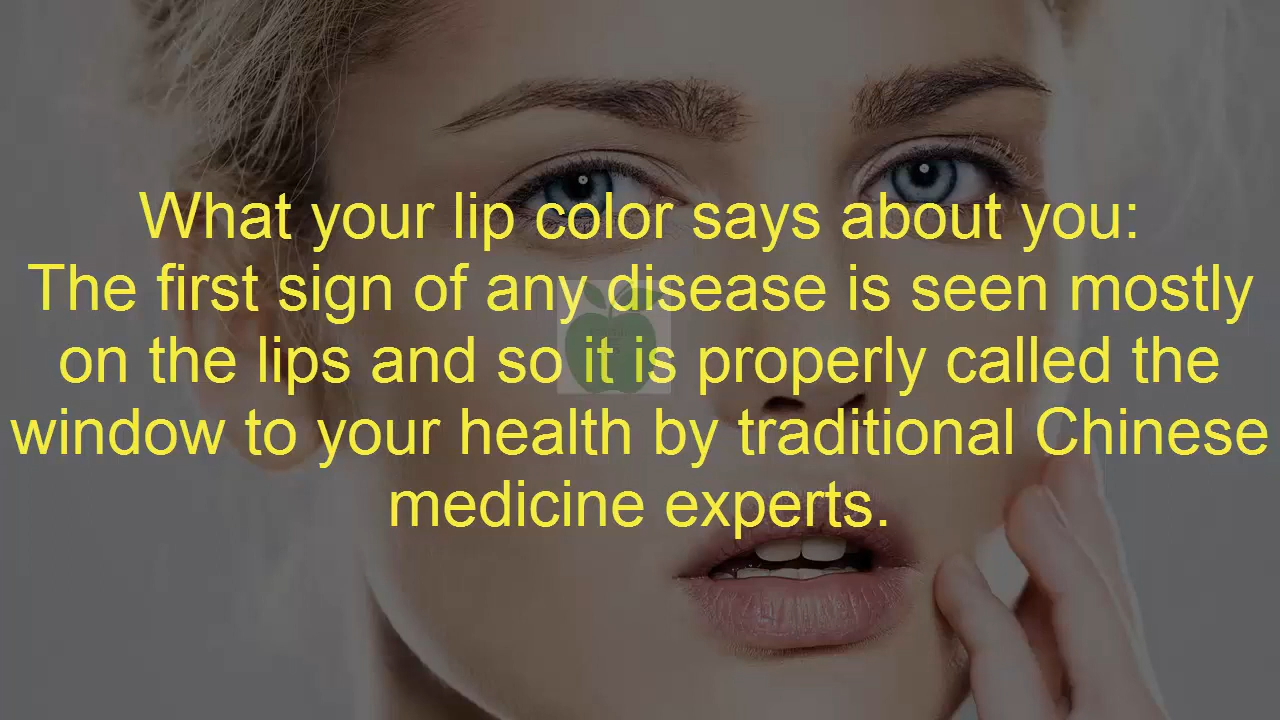 What your lip color says about you:
The first sign of any disease is seen mostly
on the lips and so it is properly called the
window to your health by traditional Chinese
medicine experts.